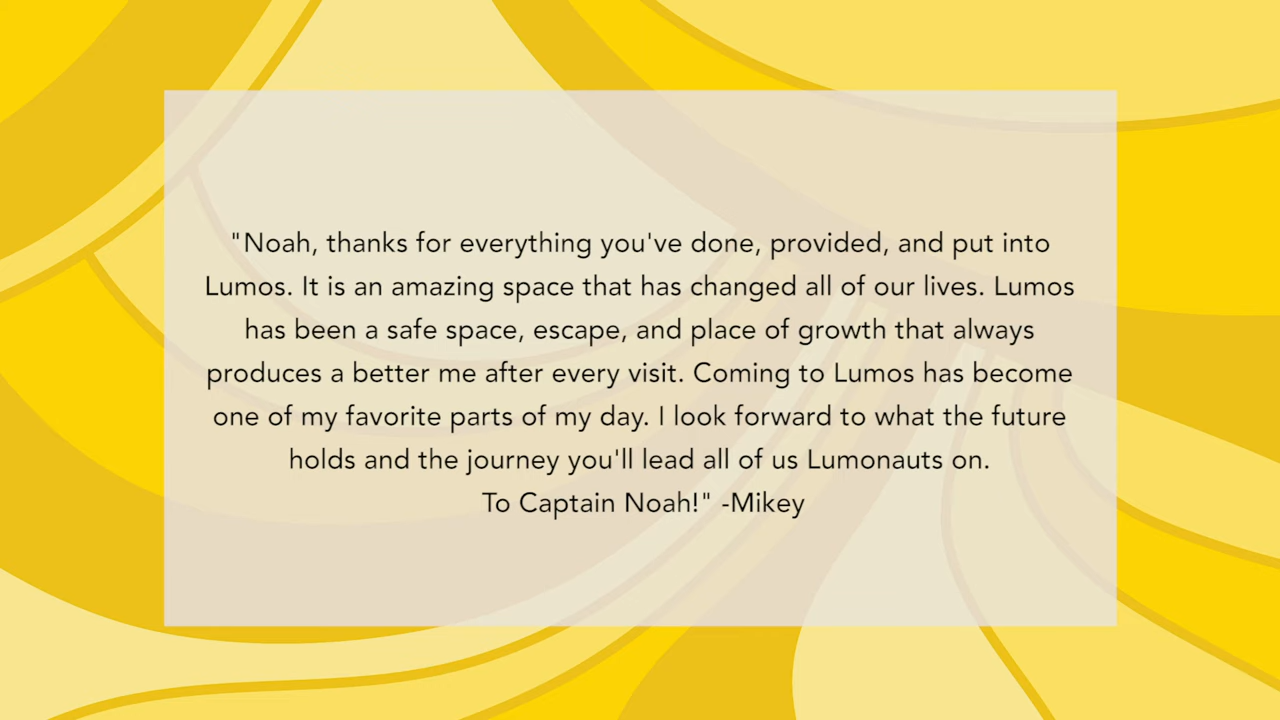 "Noah, thanks for everything you've done, provided, and put into
Lumos. It is an amazing space that has changed all of our lives. Lumos
has been a safe space, escape, and place of growth that always
produces a better me after every visit. Coming to Lumos has become
one of my favorite parts of my day. I look forward to what the future
holds and the journey you'll lead all of us Lumonauts on.
To Captain Noah!" -Mikey